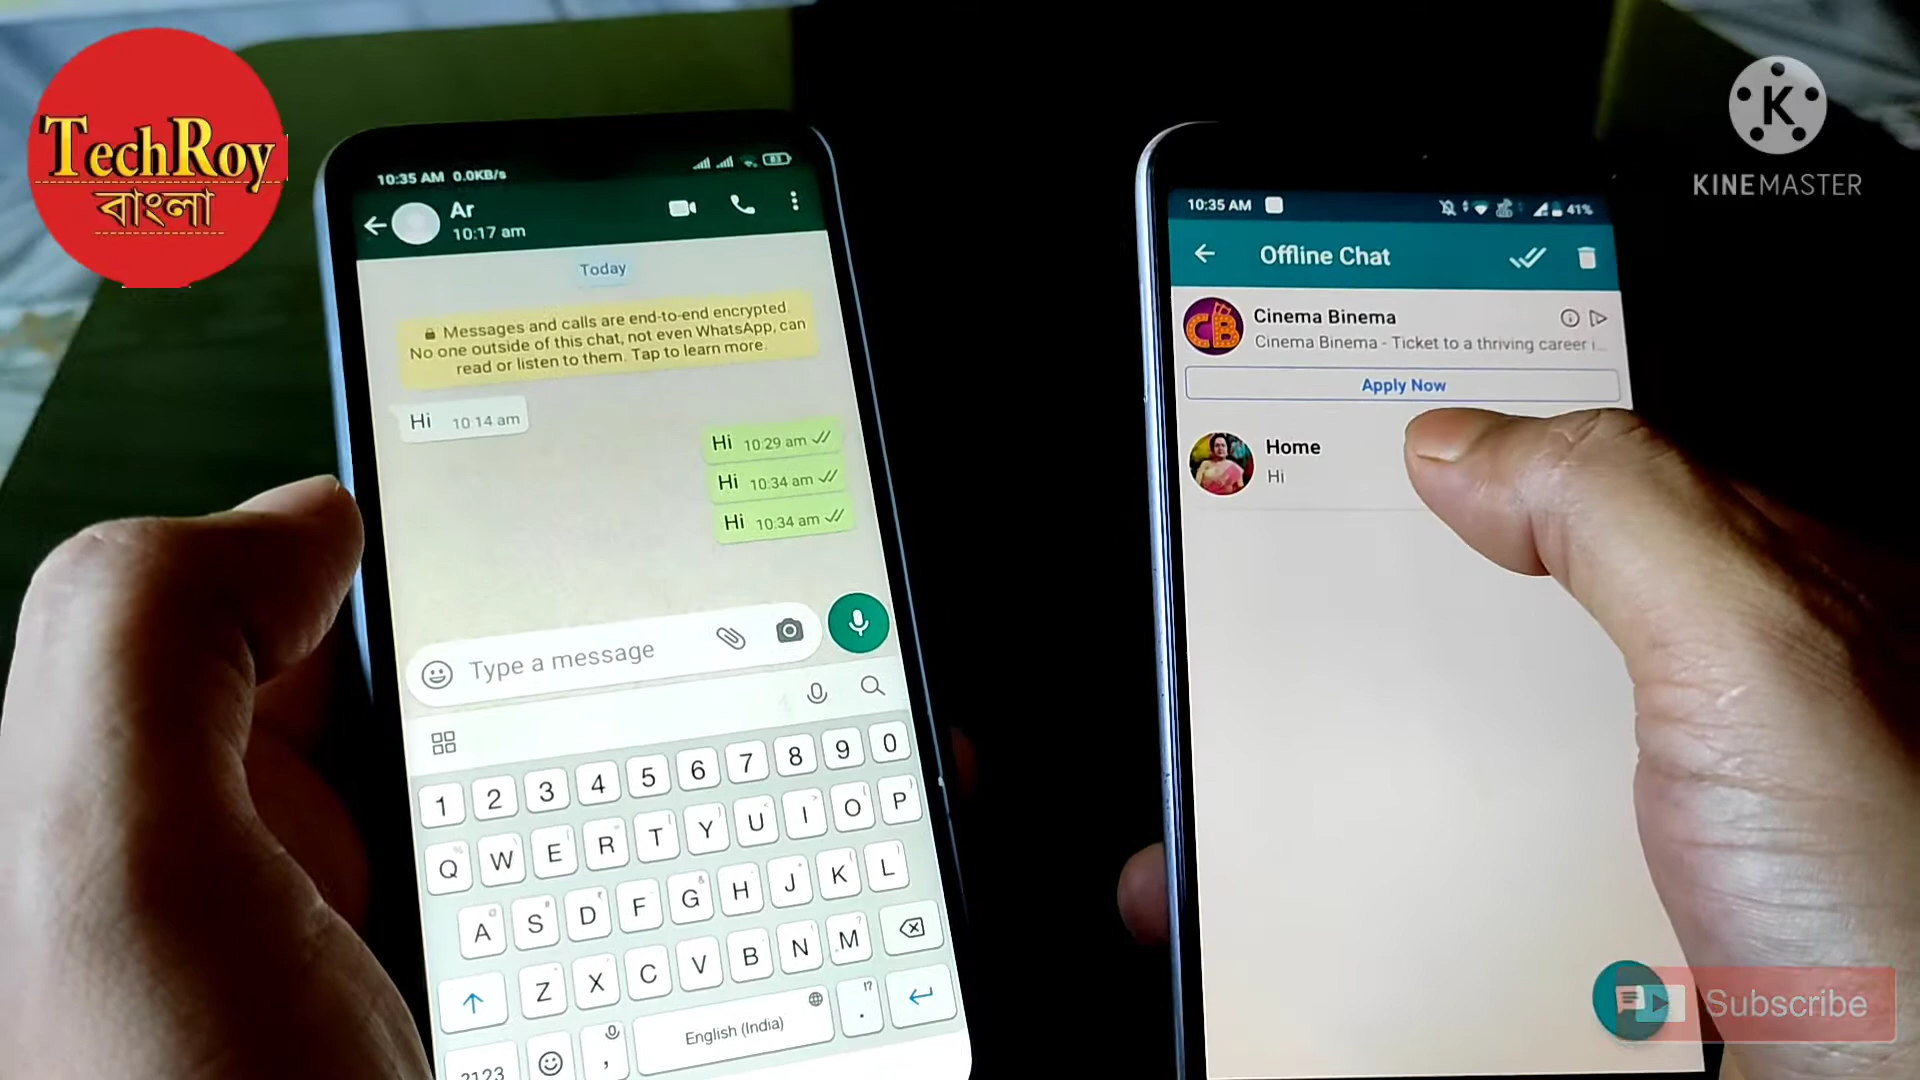 TechRoy
বাংলা
K
KINEMASTER
10:35 AM 0.0KB/s
83
Ar
10:17 am
Today
Messages and calls are end-to-end encrypted.
No one outside of this chat, not even WhatsApp, can
read or listen to them. Tap to learn more.
Hi 10:14 am
Hi 10:29 am
Hi 10:34 am
Hi 10:34 am
Type a message
1 2 3 4 5 6 7 8 9 0
Q W E R T Y U I O P
A S D F G H J K L
Z X C V B N M
?123 , English (India) . !?
10:35 AM
41%
Offline Chat
CB
Cinema Binema
Cinema Binema - Ticket to a thriving career i...
Apply Now
Home
Hi
Subscribe